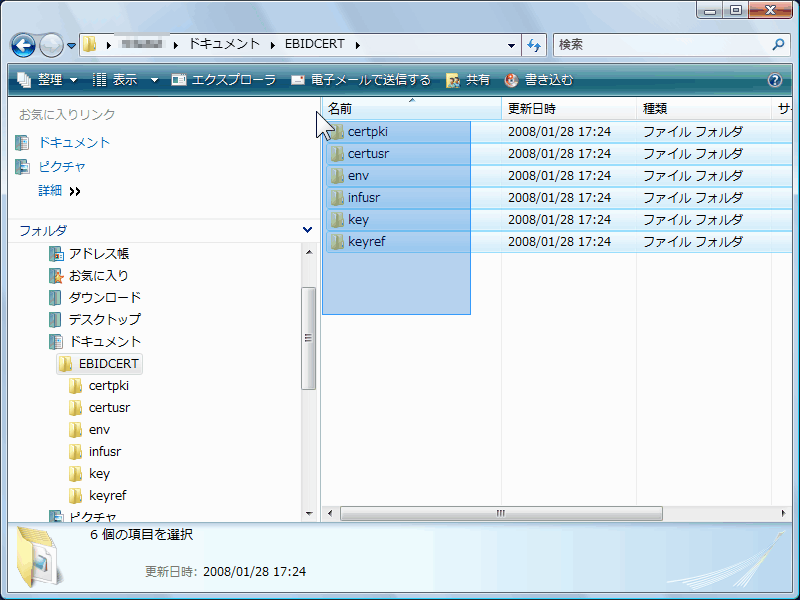 ドキュメント EBIDCERT 検索
整理 表示 エクスプローラ 電子メールで送信する 共有 書き込む
お気に入りリンク
ドキュメント
ピクチャ
詳細 »
フォルダ
アドレス帳
お気に入り
ダウンロード
デスクトップ
ドキュメント
EBIDCERT
certpki
certusr
env
infusr
key
keyref
ピクチャ
名前 更新日時 種類 サ
certpki 2008/01/28 17:24 ファイル フォルダ
certusr 2008/01/28 17:24 ファイル フォルダ
env 2008/01/28 17:24 ファイル フォルダ
infusr 2008/01/28 17:24 ファイル フォルダ
key 2008/01/28 17:24 ファイル フォルダ
keyref 2008/01/28 17:24 ファイル フォルダ
6 個の項目を選択
更新日時: 2008/01/28 17:24